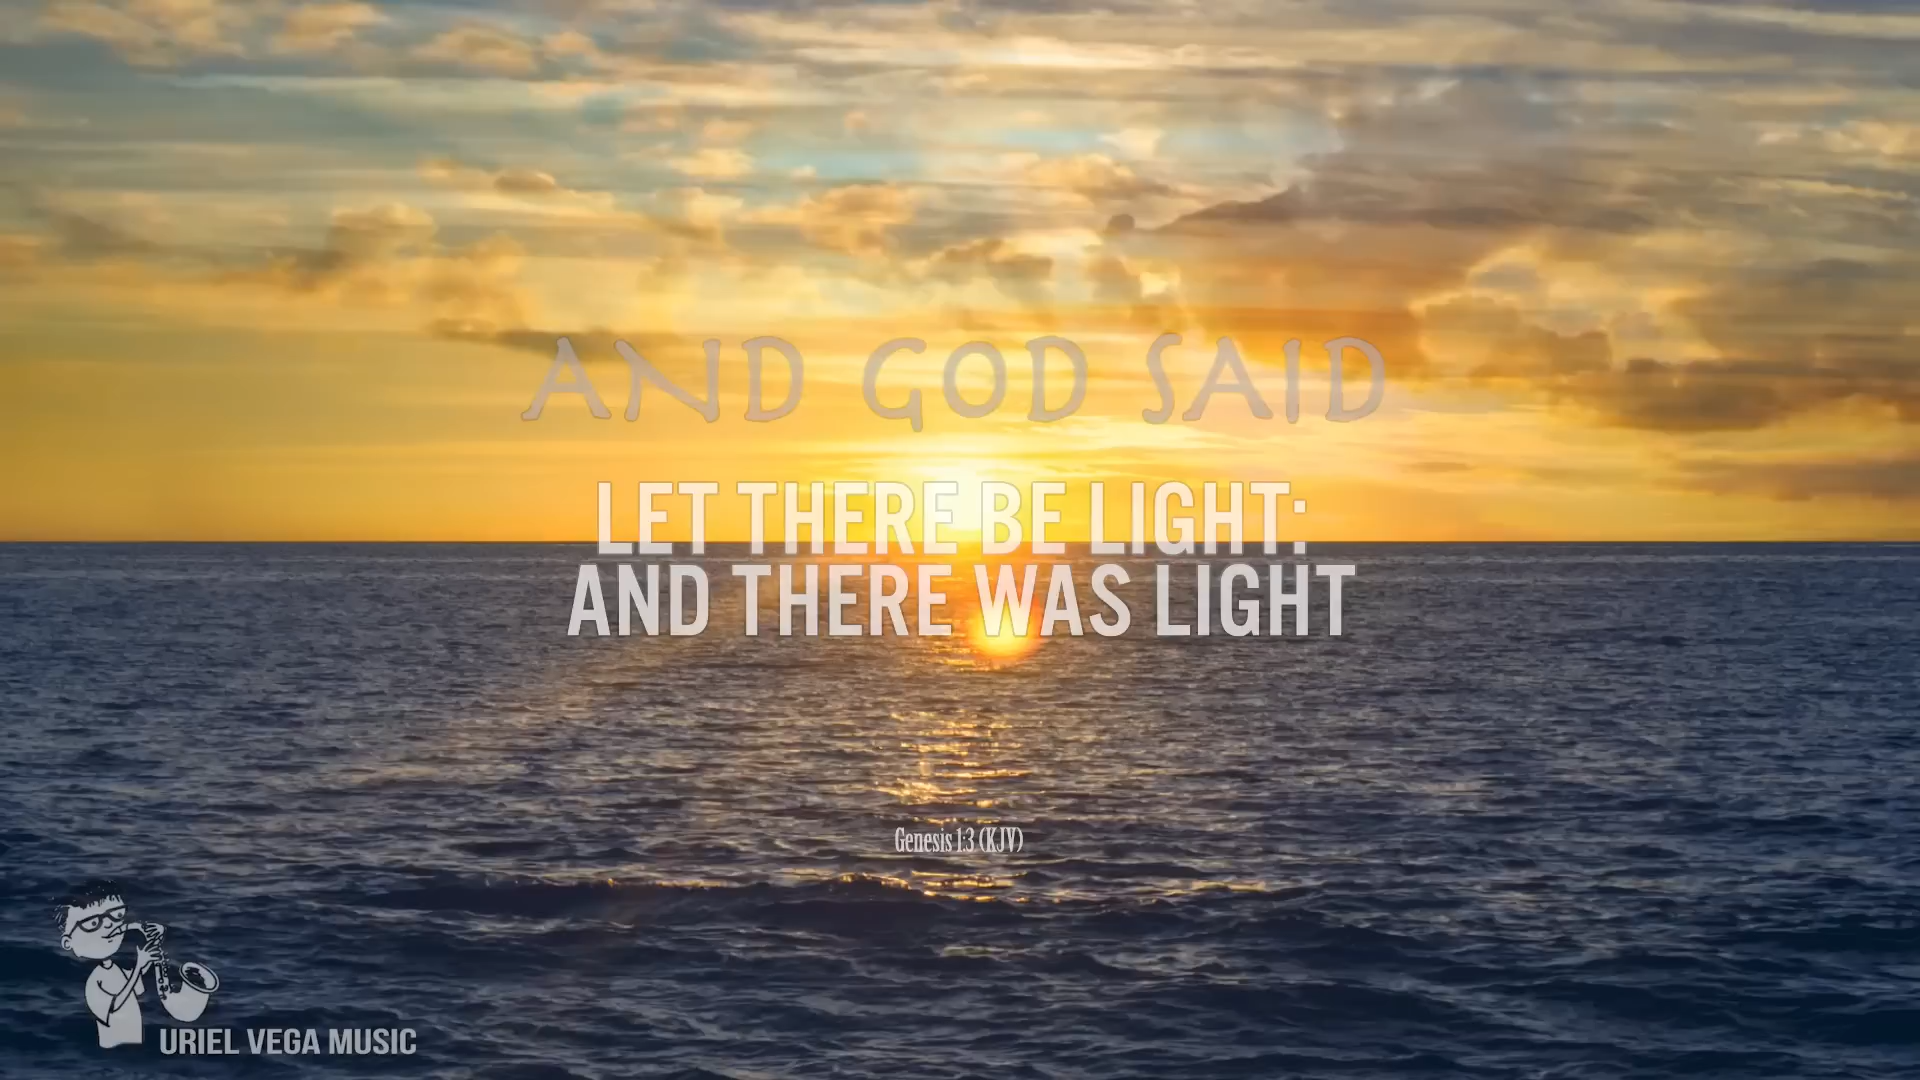 AND GOD SAID
LET THERE BE LIGHT:
AND THERE WAS LIGHT
Genesis 1:3 (KJV)
URIEL VEGA MUSIC